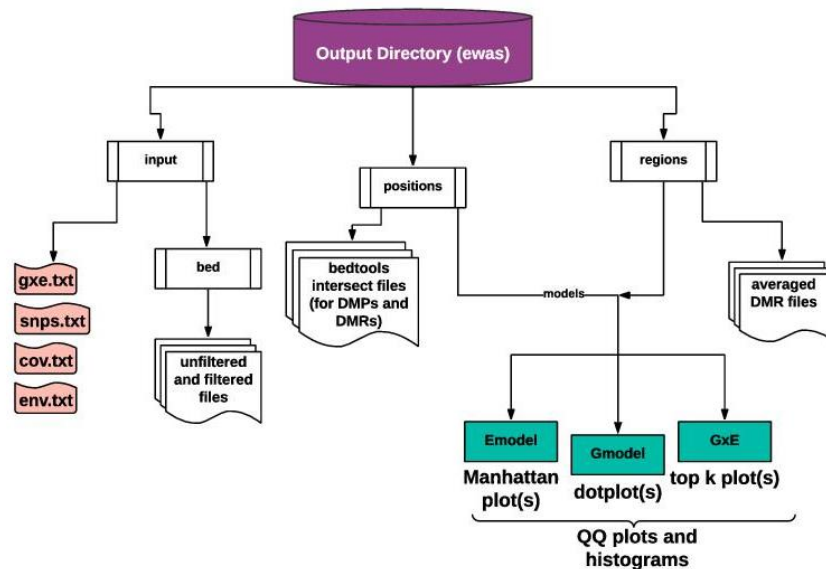 Output Directory (ewas)
input
positions
regions
gxe.txt
snps.txt
cov.txt
env.txt
bed
unfiltered
and filtered
files
bedtools
intersect files
(for DMPs and
DMRs)
models
averaged
DMR files
Emodel
Gmodel
GxE
Manhattan
plot(s)
dotplot(s)
top k plot(s)
QQ plots and
histograms